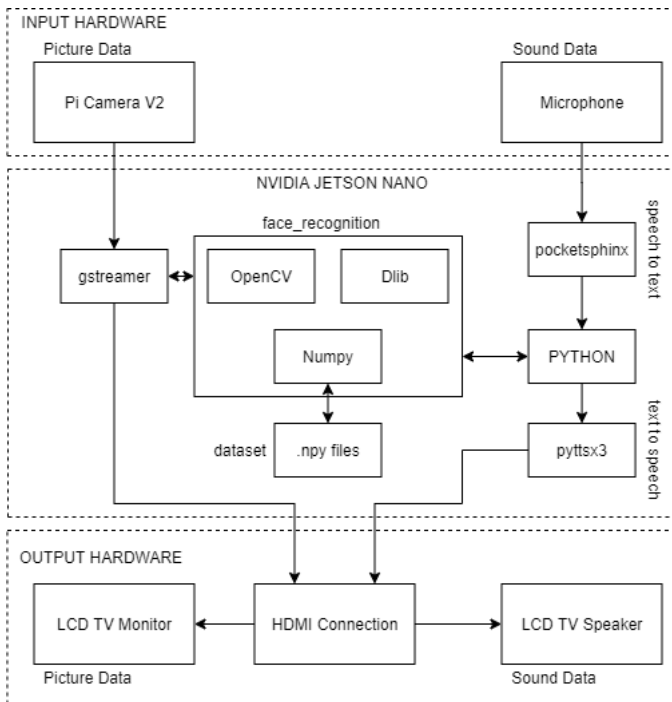 INPUT HARDWARE
Picture Data
Sound Data
Pi Camera V2
Microphone
NVIDIA JETSON NANO
face_recognition
speech to text
gstreamer
OpenCV
Dlib
pocketsphinx
Numpy
PYTHON
text to speech
dataset
.npy files
pyttsx3
OUTPUT HARDWARE
LCD TV Monitor
HDMI Connection
LCD TV Speaker
Picture Data
Sound Data